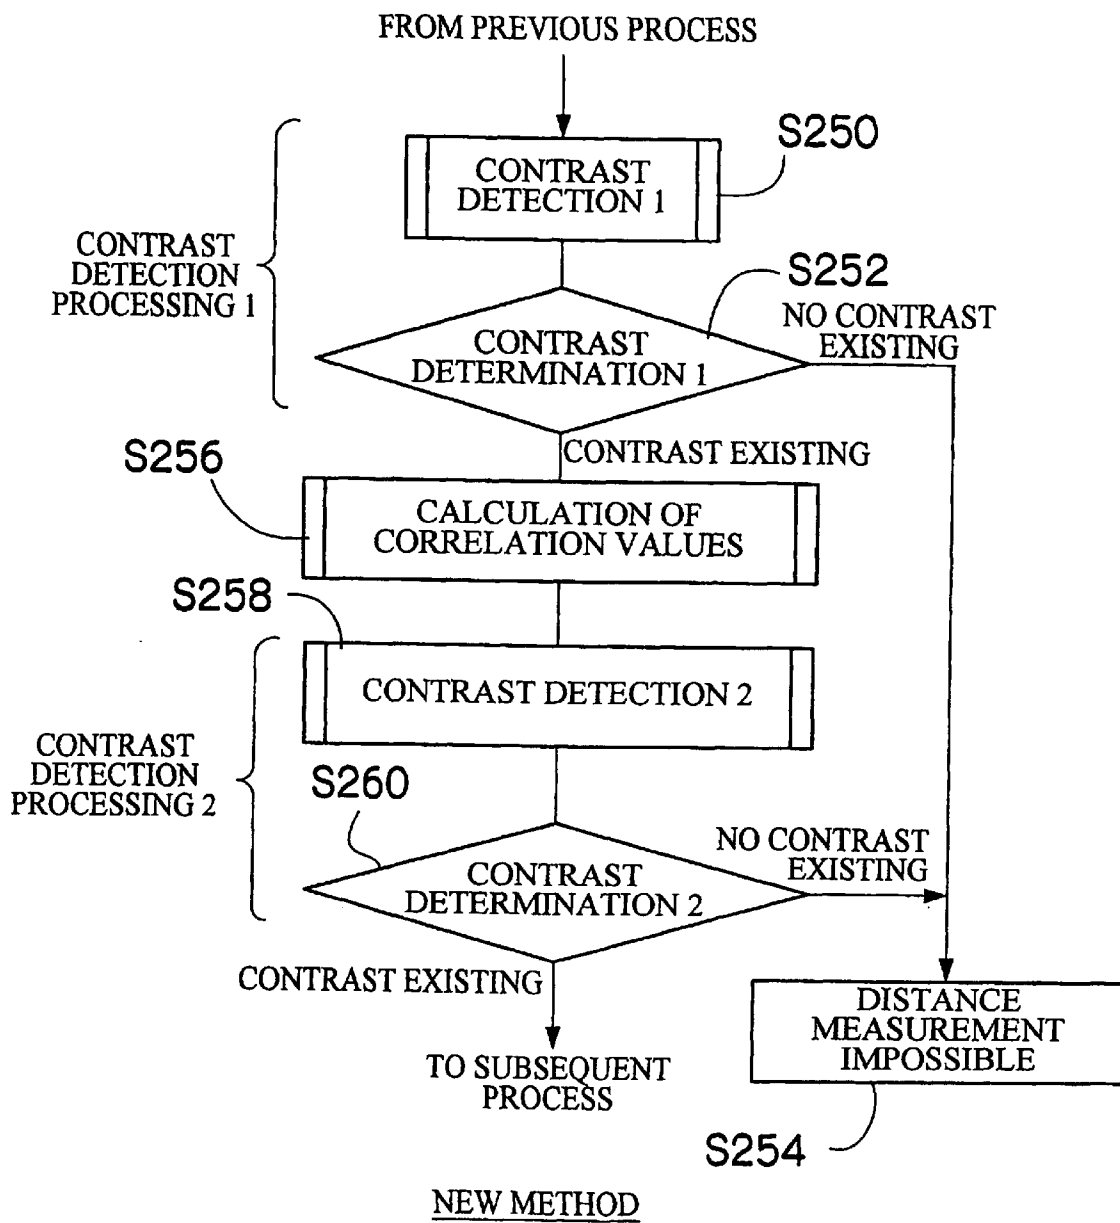 FROM PREVIOUS PROCESS
S250
CONTRAST
DETECTION 1
CONTRAST
DETECTION
PROCESSING 1
S252
NO CONTRAST
EXISTING
CONTRAST
DETERMINATION 1
S256
CONTRAST EXISTING
CALCULATION OF
CORRELATION VALUES
S258
CONTRAST DETECTION 2
CONTRAST
DETECTION
PROCESSING 2
S260
NO CONTRAST
EXISTING
CONTRAST
DETERMINATION 2
CONTRAST EXISTING
DISTANCE
MEASUREMENT
IMPOSSIBLE
TO SUBSEQUENT
PROCESS
S254
NEW METHOD